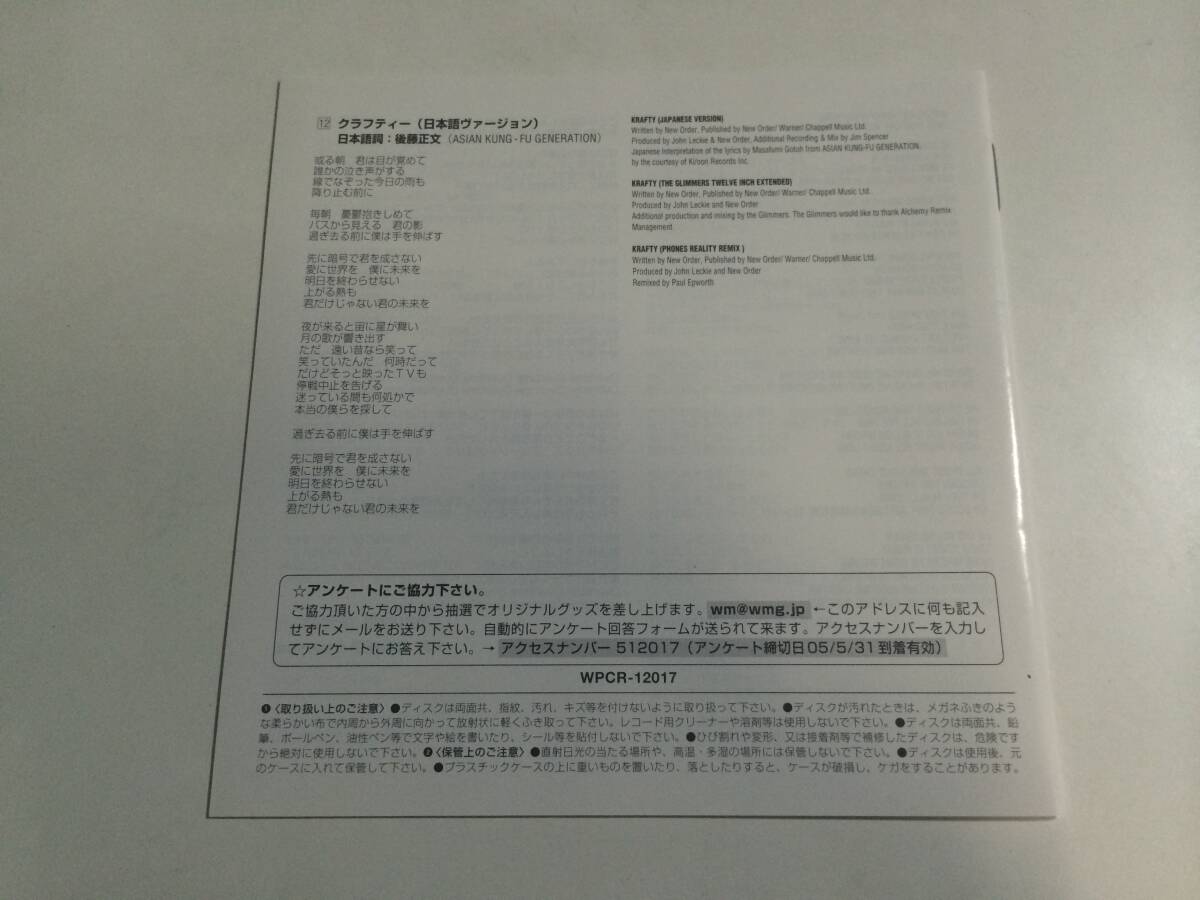 12 クラフティー（日本語ヴァージョン）
日本語詞：後藤正文（ASIAN KUNG-FU GENERATION）
或る朝　君は目が覚めて
誰かの泣き声がする
線でなぞった今日の雨も
降り止む前に
毎朝　憂鬱抱きしめて
バスから見える　君の影
過ぎ去る前に僕は手を伸ばす
先に暗号で君を成さない
愛に世界を　僕に未来を
明日を終わらせない
上がる熱も
君だけじゃない君の未来を
夜が来ると宙に星が舞い
月の歌が響き出す
ただ　遠い昔なら笑って
笑っていたんだ　何時だって
だけどそっと映ったＴＶも
停戦中止を告げる
迷っている間も何処かで
本当の僕らを探して
過ぎ去る前に僕は手を伸ばす
先に暗号で君を成さない
愛に世界を　僕に未来を
明日を終わらせない
上がる熱も
君だけじゃない君の未来を
KRAFTY (JAPANESE VERSION)
Written by New Order, Published by New Order/ Warner/ Chappell Music Ltd.
Produced by John Leckie & New Order, Additional Recording & Mix by Jim Spencer
Japanese Interpretation of the lyrics by Masafumi Gotoh from ASIAN KUNG-FU GENERATION.
by the courtesy of Ki/oon Records Inc.
KRAFTY (THE GLIMMERS TWELVE INCH EXTENDED)
Written by New Order, Published by New Order/ Warner/ Chappell Music Ltd.
Produced by John Leckie and New Order
Additional production and mixing by the Glimmers. The Glimmers would like to thank Alchemy Remix
Management
KRAFTY (PHONES REALITY REMIX )
Written by New Order, Published by New Order/ Warner/ Chappell Music Ltd.
Produced by John Leckie and New Order
Remixed by Paul Epworth
☆アンケートにご協力下さい。
ご協力頂いた方の中から抽選でオリジナルグッズを差し上げます。wm@wmg.jp ←このアドレスに何も記入
せずにメールをお送り下さい。自動的にアンケート回答フォームが送られて来ます。アクセスナンバーを入力し
てアンケートにお答え下さい。→ アクセスナンバー 512017（アンケート締切日05/5/31到着有効）
WPCR-12017
❶〈取り扱い上のご注意〉●ディスクは両面共、指紋、汚れ、キズ等を付けないように取り扱って下さい。●ディスクが汚れたときは、メガネふきのよう
な柔らかい布で内周から外周に向かって放射状に軽くふき取って下さい。レコード用クリーナーや溶剤等は使用しないで下さい。●ディスクは両面共、鉛
筆、ボールペン、油性ペン等で文字や絵を書いたり、シール等を貼付しないで下さい。●ひび割れや変形、又は接着剤等で補修したディスクは、危険です
から絶対に使用しないで下さい。❷〈保管上のご注意〉●直射日光の当たる場所や、高温・多湿の場所には保管しないで下さい。●ディスクは使用後、元
のケースに入れて保管して下さい。●プラスチックケースの上に重いものを置いたり、落としたりすると、ケースが破損し、ケガをすることがあります。